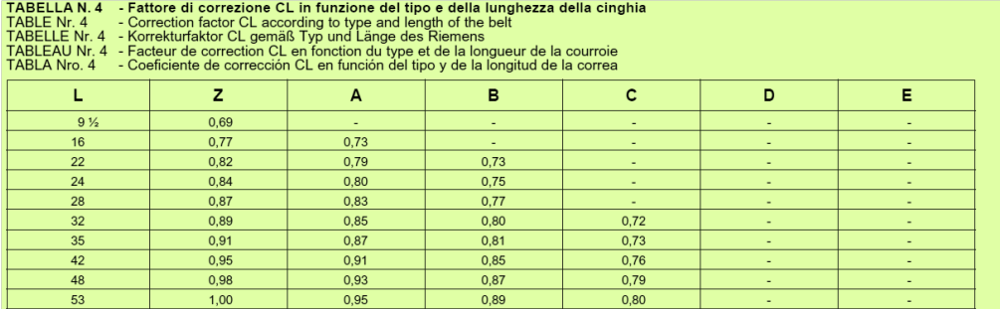 TABELLA N. 4 - Fattore di correzione CL in funzione del tipo e della lunghezza della cinghia
TABLE Nr. 4 - Correction factor CL according to type and length of the belt
TABELLE Nr. 4 - Korrekturfaktor CL gemäß Typ und Länge des Riemens
TABLEAU Nr. 4 - Facteur de correction CL en fonction du type et de la longueur de la courroie
TABLA Nro. 4 - Coeficiente de corrección CL en función del tipo y de la longitud de la correa
L Z A B C D E
9 ½ 0,69 - - - - -
16 0,77 0,73 - - - -
22 0,82 0,79 0,73 - - -
24 0,84 0,80 0,75 - - -
28 0,87 0,83 0,77 - - -
32 0,89 0,85 0,80 0,72 - -
35 0,91 0,87 0,81 0,73 - -
42 0,95 0,91 0,85 0,76 - -
48 0,98 0,93 0,87 0,79 - -
53 1,00 0,95 0,89 0,80 - -